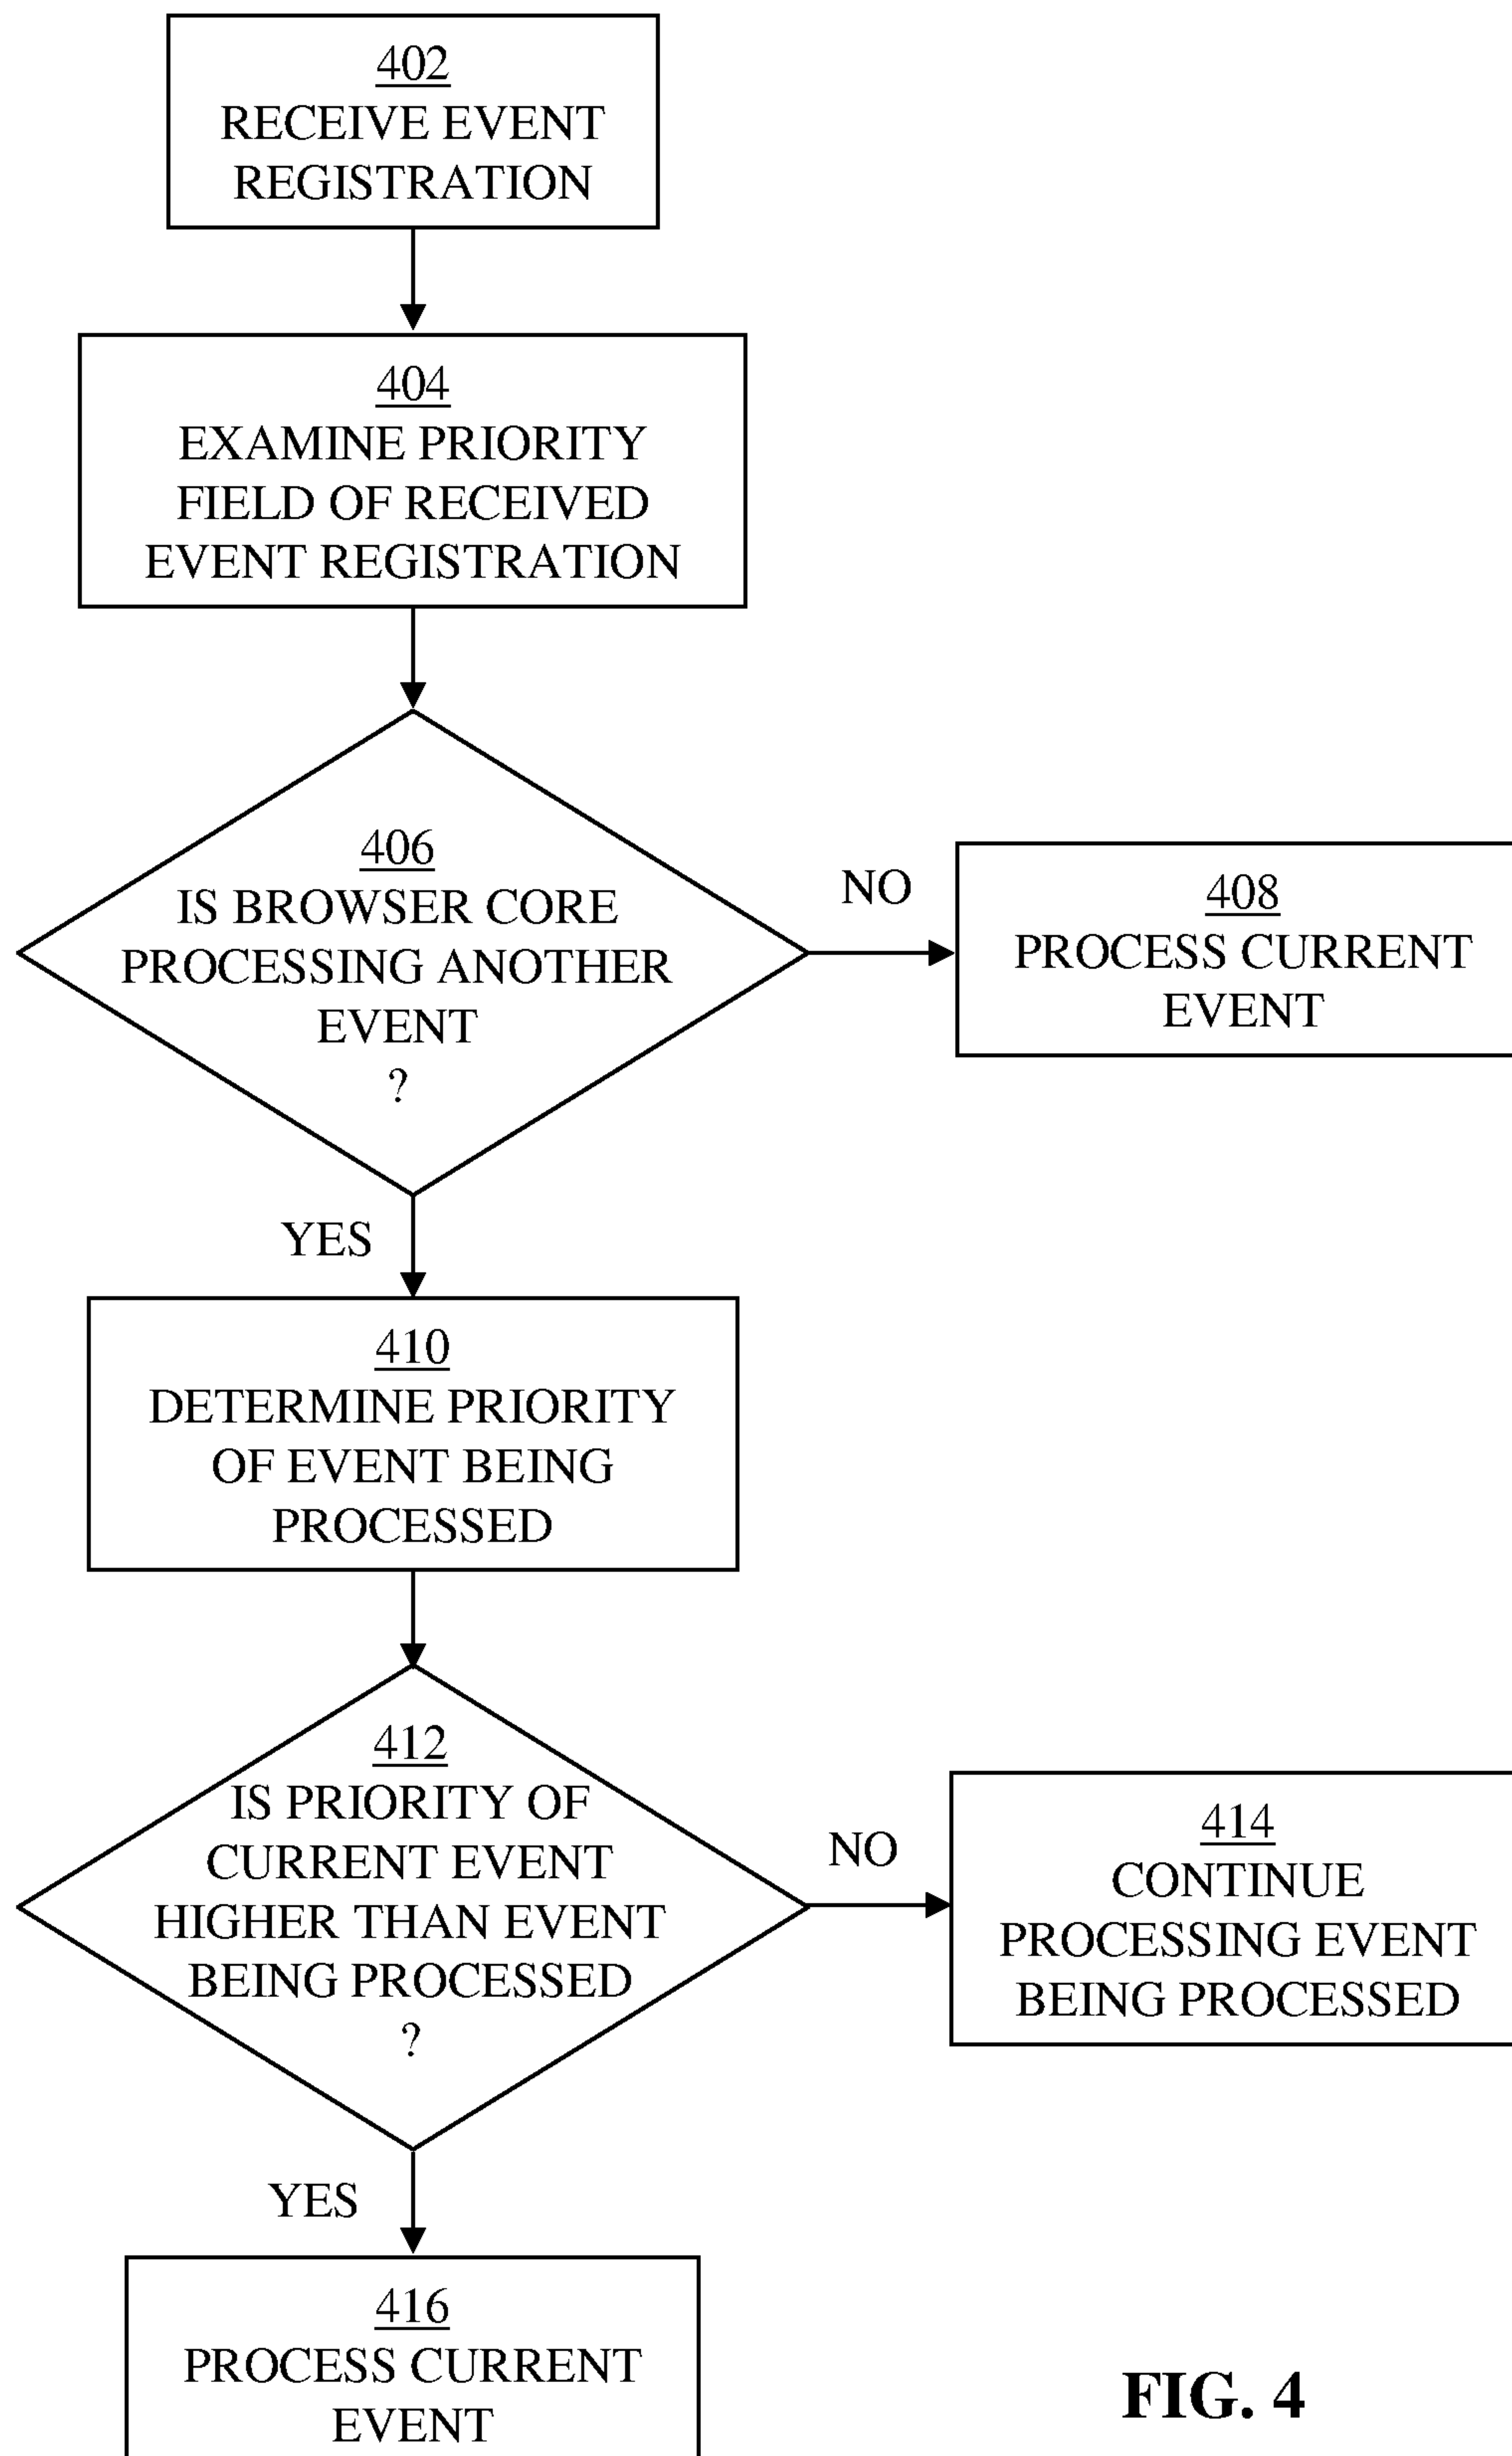 402
RECEIVE EVENT
REGISTRATION
404
EXAMINE PRIORITY
FIELD OF RECEIVED
EVENT REGISTRATION
406
IS BROWSER CORE
PROCESSING ANOTHER
EVENT
?
NO
408
PROCESS CURRENT
EVENT
YES
410
DETERMINE PRIORITY
OF EVENT BEING
PROCESSED
412
IS PRIORITY OF
CURRENT EVENT
HIGHER THAN EVENT
BEING PROCESSED
?
NO
414
CONTINUE
PROCESSING EVENT
BEING PROCESSED
YES
416
PROCESS CURRENT
EVENT
FIG. 4